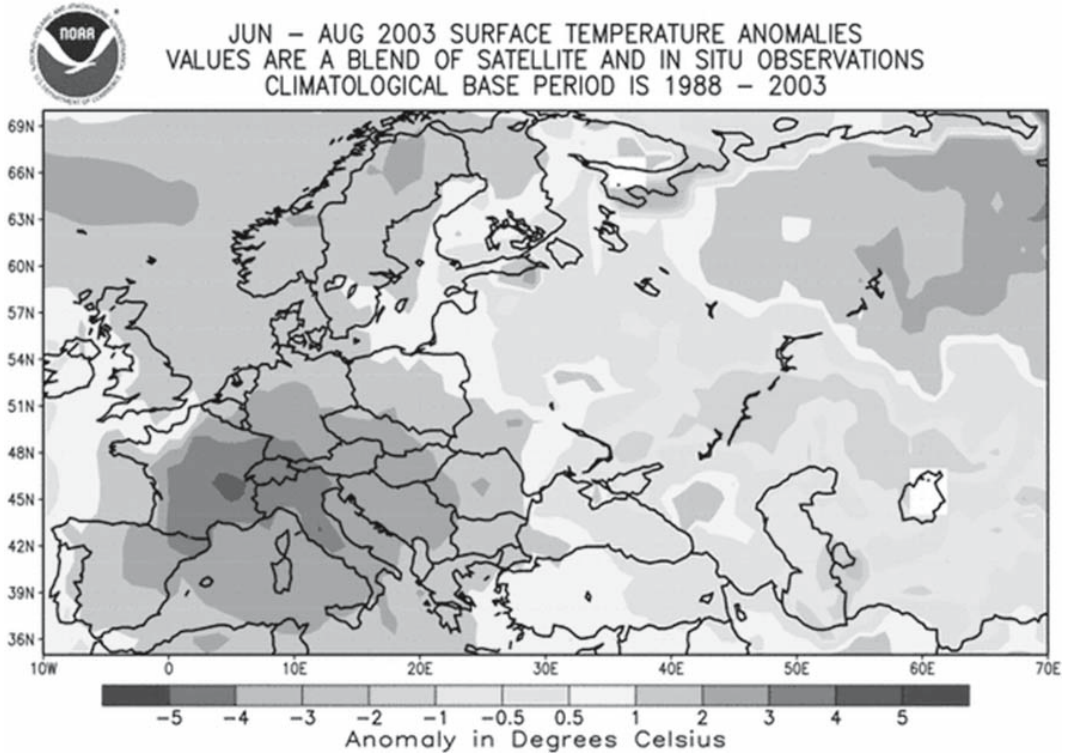 JUN – AUG 2003 SURFACE TEMPERATURE ANOMALIES
VALUES ARE A BLEND OF SATELLITE AND IN SITU OBSERVATIONS
CLIMATOLOGICAL BASE PERIOD IS 1988 – 2003
NOAA
69N
66N
63N
60N
57N
54N
51N
48N
45N
42N
39N
36N
10W 0 10E 20E 30E 40E 50E 60E 70E
−5 −4 −3 −2 −1 −0.5 0.5 1 2 3 4 5
Anomaly in Degrees Celsius